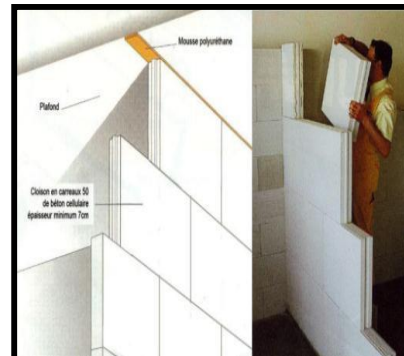 Mousse polyuréthane
Plafond
Cloison en carreaux 50
de béton cellulaire
épaisseur minimum 7cm